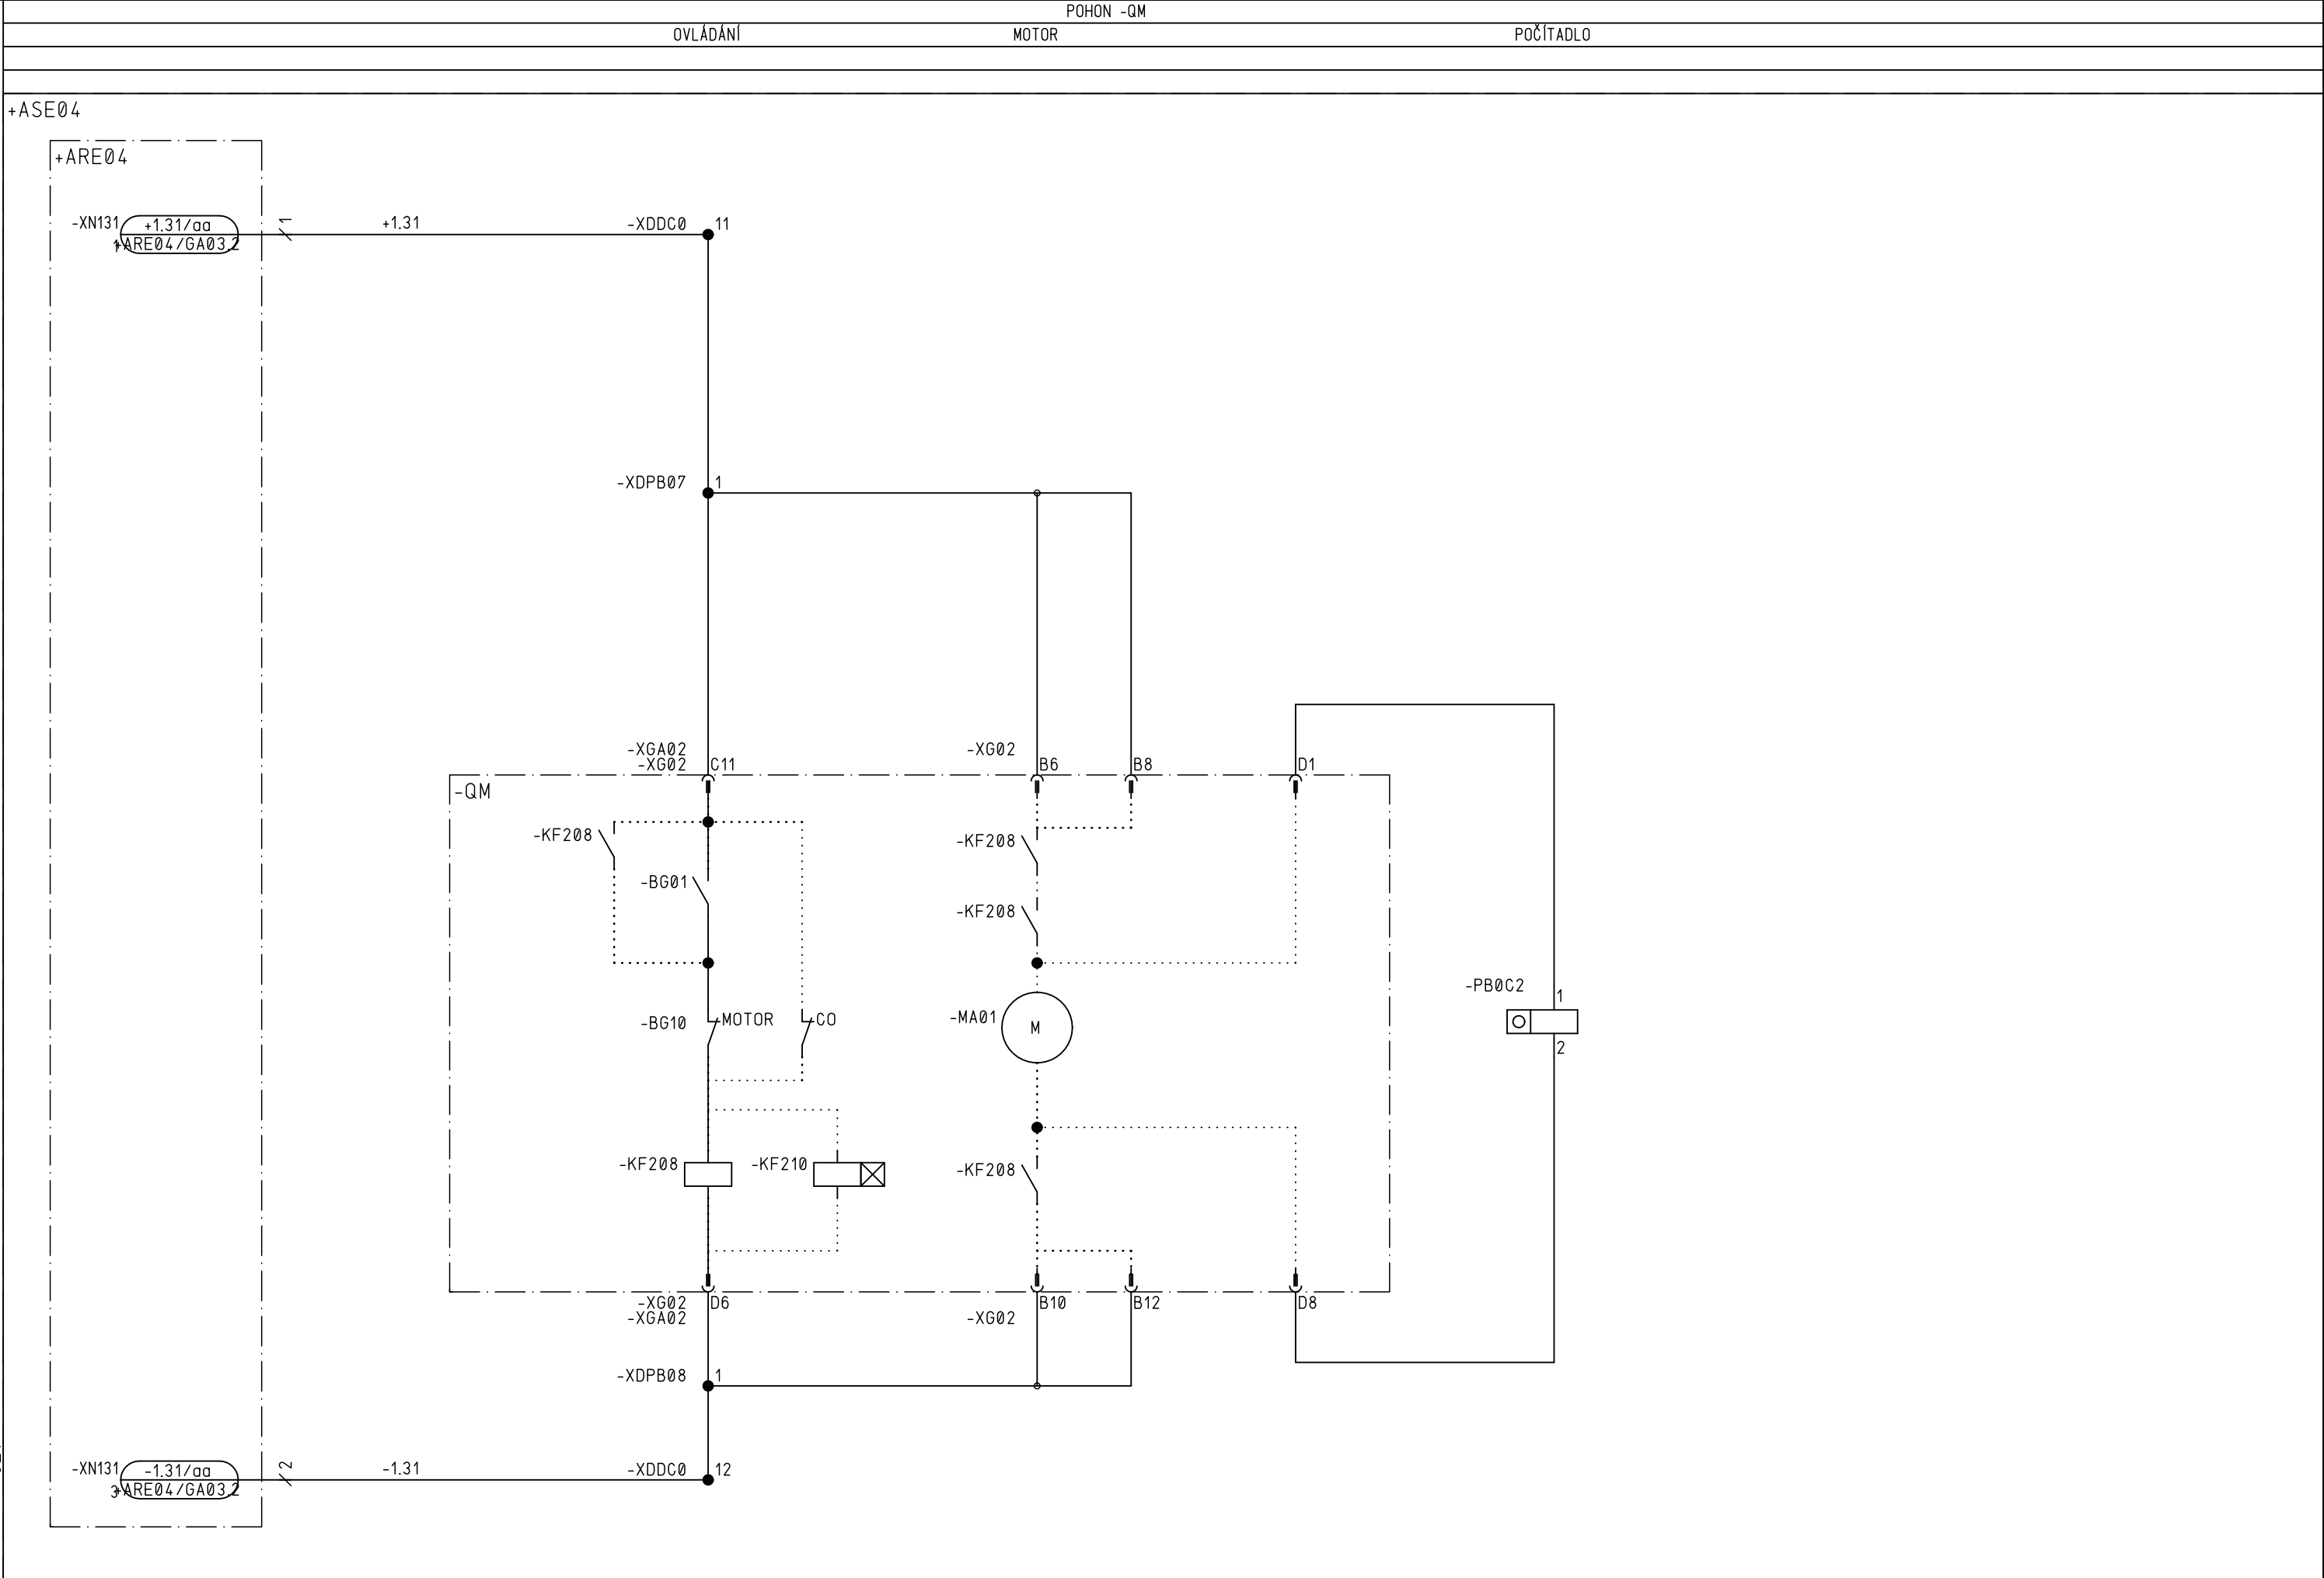 POHON -QM
OVLÁDÁNÍ MOTOR POČÍTADLO
+ASE04
+ARE04
-XN131 +1.31/aa 1 +1.31 -XDDC0 11
1 +ARE04/GA03.2
-XDPB07 1
-XGA02 -XG02
-XG02 C11 B6 B8 D1
-QM
-KF208 -KF208
-BG01
-KF208
-PB0C2 1
-BG10 MOTOR CO -MA01 M
2
-KF208 -KF210 -KF208
-XG02 D6 B10 B12 D8
-XGA02 -XG02
-XDPB08 1
-XN131 -1.31/aa 2 -1.31 -XDDC0 12
3 +ARE04/GA03.2